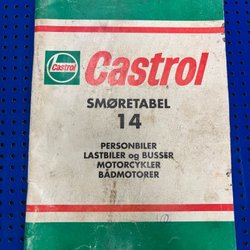 Castrol
Castrol
SMØRETABEL
14
PERSONBILER
LASTBILER og BUSSER
MOTORCYKLER
BÅDMOTORER